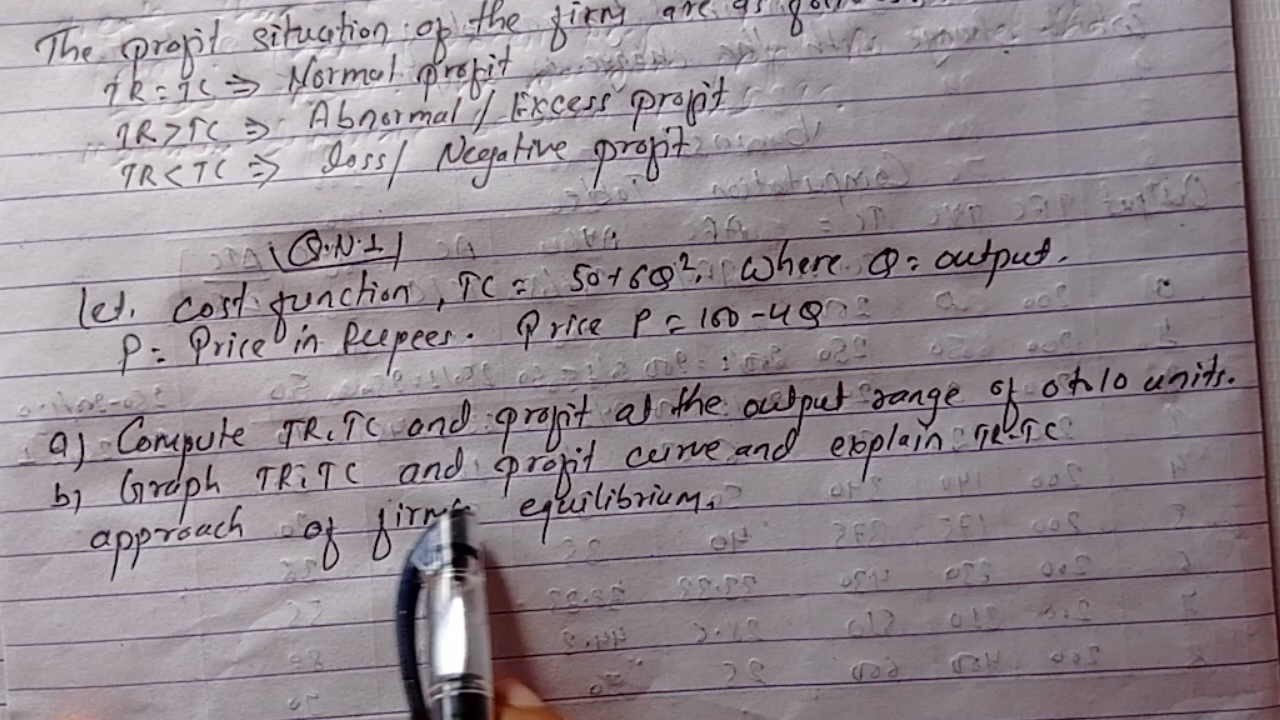 The profit situation of the firm are as
TR = TC ⇒ Normal profit
TR > TC ⇒ Abnormal / Excess profit
TR < TC ⇒ Loss / Negative profit
Q.N.1
Let. Cost function, TC = 50+6Q². Where Q = output.
P = Price in Rupees. Price P = 100-4Q
a) Compute TR, TC and profit at the output range of 0 to 10 units.
b) Graph TR, TC and profit curve and explain TR-TC
approach of firms equilibrium.